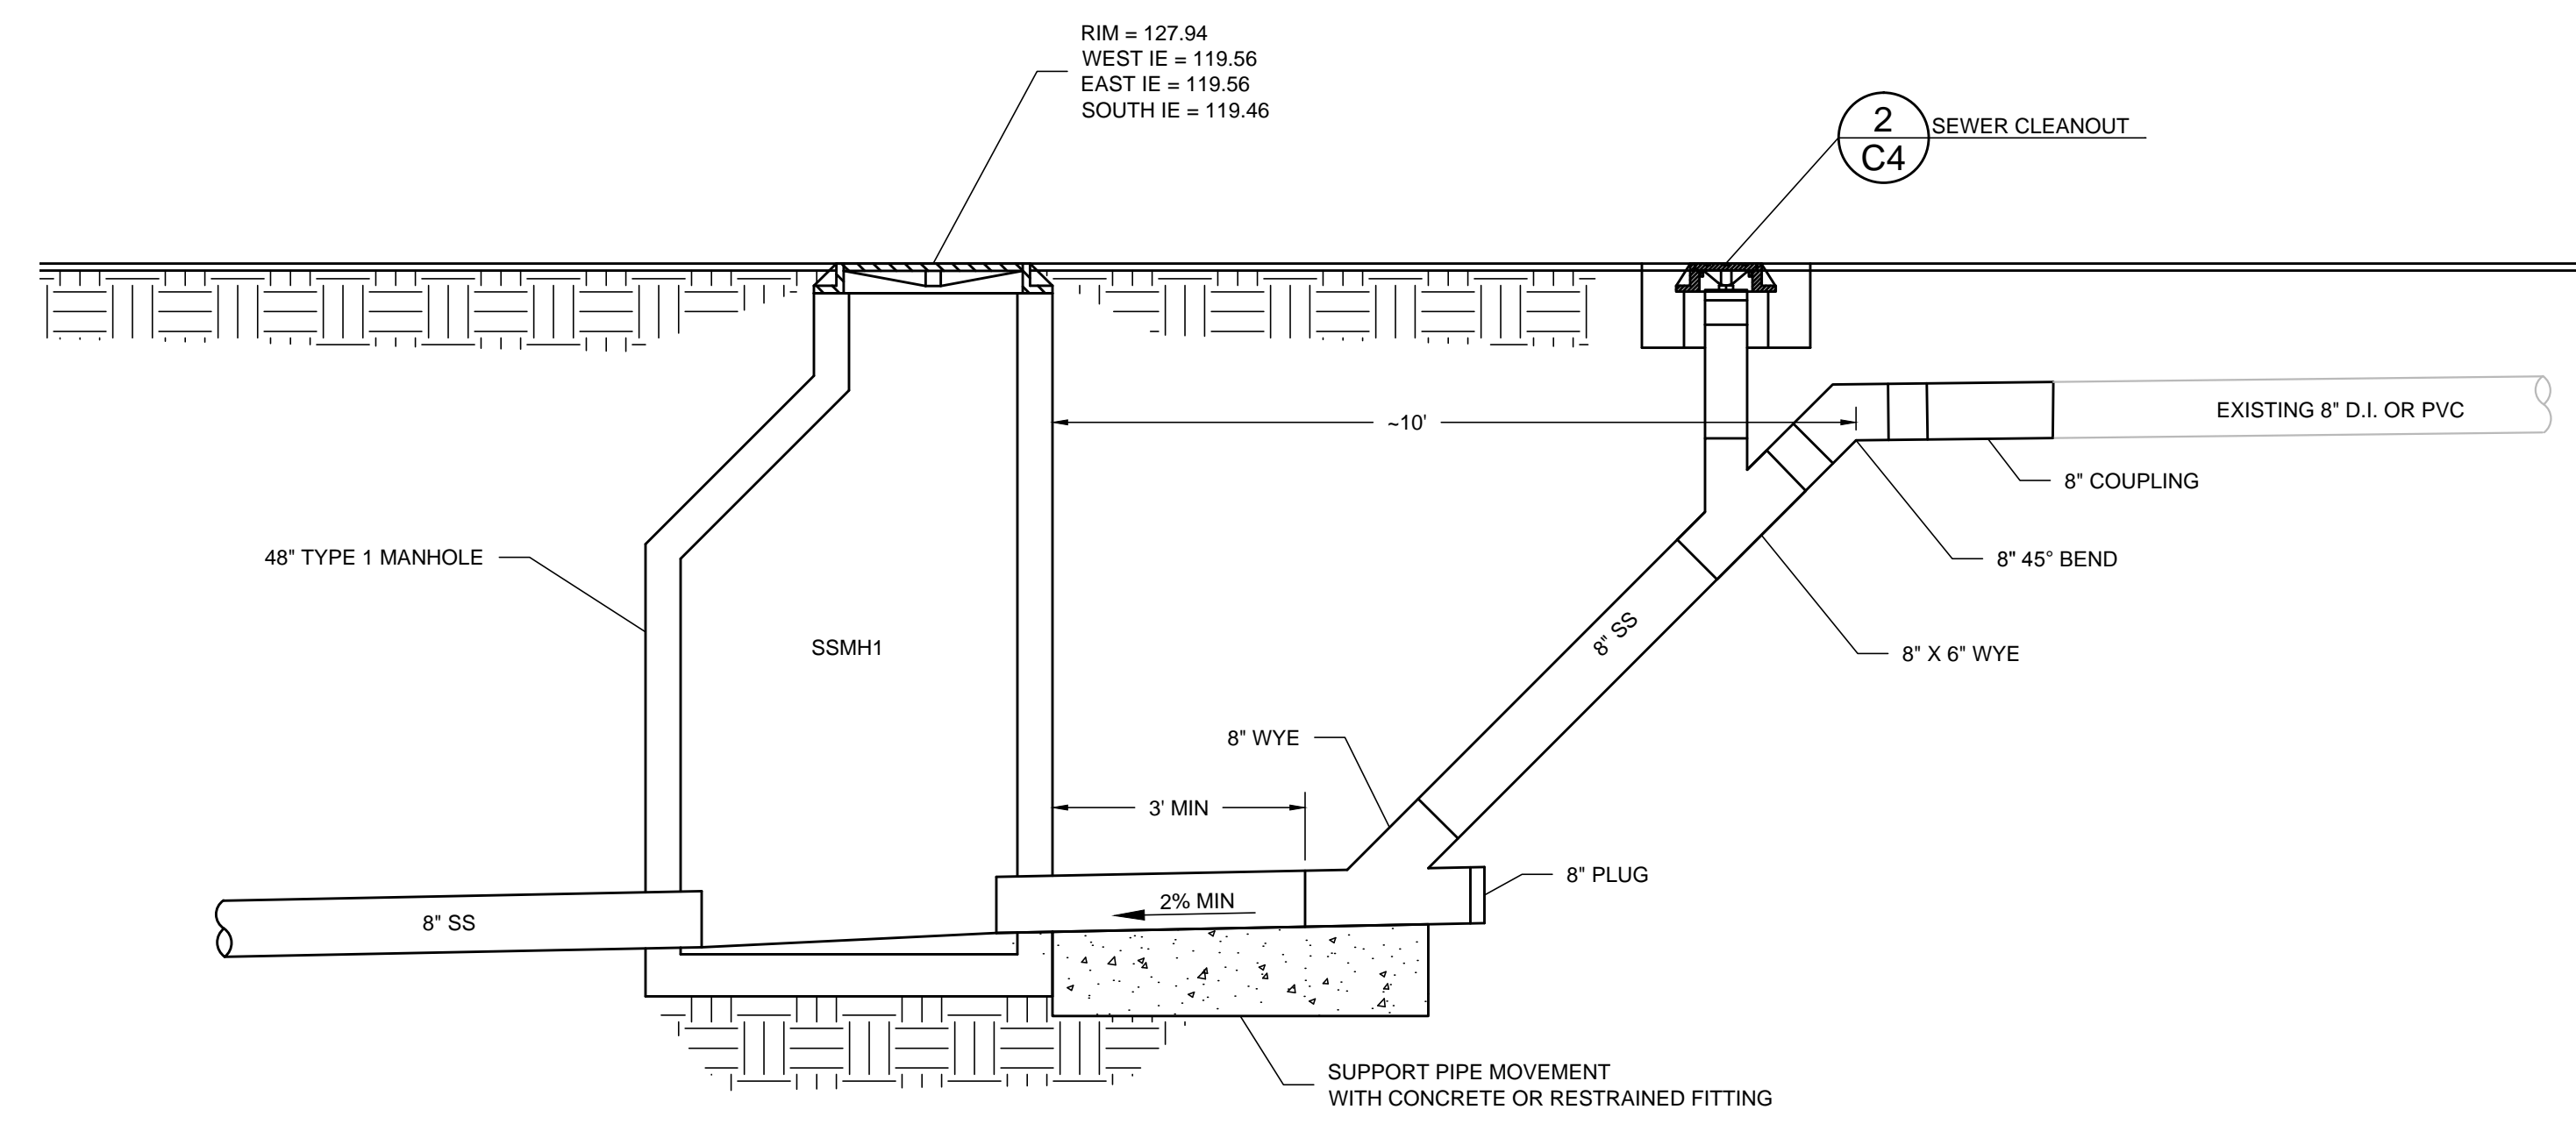 RIM = 127.94
WEST IE = 119.56
EAST IE = 119.56
SOUTH IE = 119.46
2
C4
SEWER CLEANOUT
~10'
EXISTING 8" D.I. OR PVC
8" COUPLING
48" TYPE 1 MANHOLE
8" 45° BEND
SSMH1
8" SS
8" X 6" WYE
8" WYE
3' MIN
8" PLUG
2% MIN
8" SS
SUPPORT PIPE MOVEMENT
WITH CONCRETE OR RESTRAINED FITTING